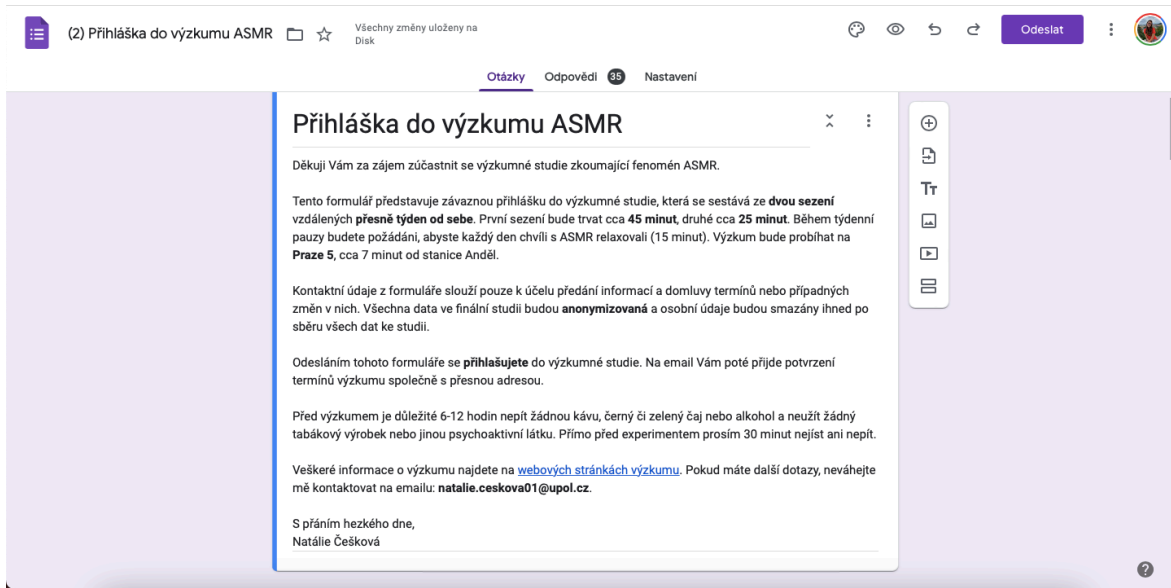 (2) Přihláška do výzkumu ASMR
Všechny změny uloženy na
Disk
Odeslat
Otázky
Odpovědi 35
Nastavení
Přihláška do výzkumu ASMR
Děkuji Vám za zájem zúčastnit se výzkumné studie zkoumající fenomén ASMR.
Tento formulář představuje závaznou přihlášku do výzkumné studie, která se sestává ze dvou sezení
vzdálených přesně týden od sebe. První sezení bude trvat cca 45 minut, druhé cca 25 minut. Během týdenní
pauzy budete požádáni, abyste každý den chvíli s ASMR relaxovali (15 minut). Výzkum bude probíhat na
Praze 5, cca 7 minut od stanice Anděl.
Kontaktní údaje z formuláře slouží pouze k účelu předání informací a domluvy termínů nebo případných
změn v nich. Všechna data ve finální studii budou anonymizovaná a osobní údaje budou smazány ihned po
sběru všech dat ke studii.
Odesláním tohoto formuláře se přihlašujete do výzkumné studie. Na email Vám poté přijde potvrzení
termínů výzkumu společně s přesnou adresou.
Před výzkumem je důležité 6-12 hodin nepít žádnou kávu, černý či zelený čaj nebo alkohol a neužít žádný
tabákový výrobek nebo jinou psychoaktivní látku. Přímo před experimentem prosím 30 minut nejíst ani nepít.
Veškeré informace o výzkumu najdete na webových stránkách výzkumu. Pokud máte další dotazy, neváhejte
mě kontaktovat na emailu: natalie.ceskova01@upol.cz.
S přáním hezkého dne,
Natálie Češková